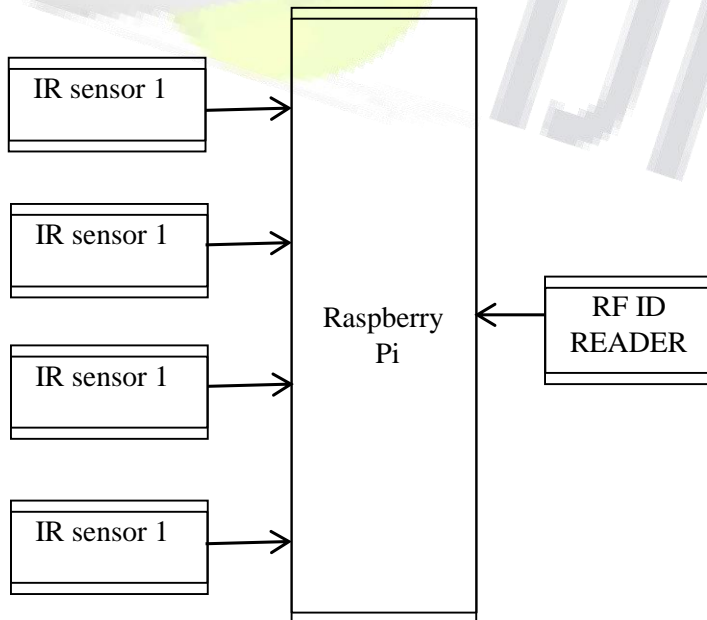 IR sensor 1
IR sensor 1
IR sensor 1
IR sensor 1
Raspberry
Pi
RF ID
READER